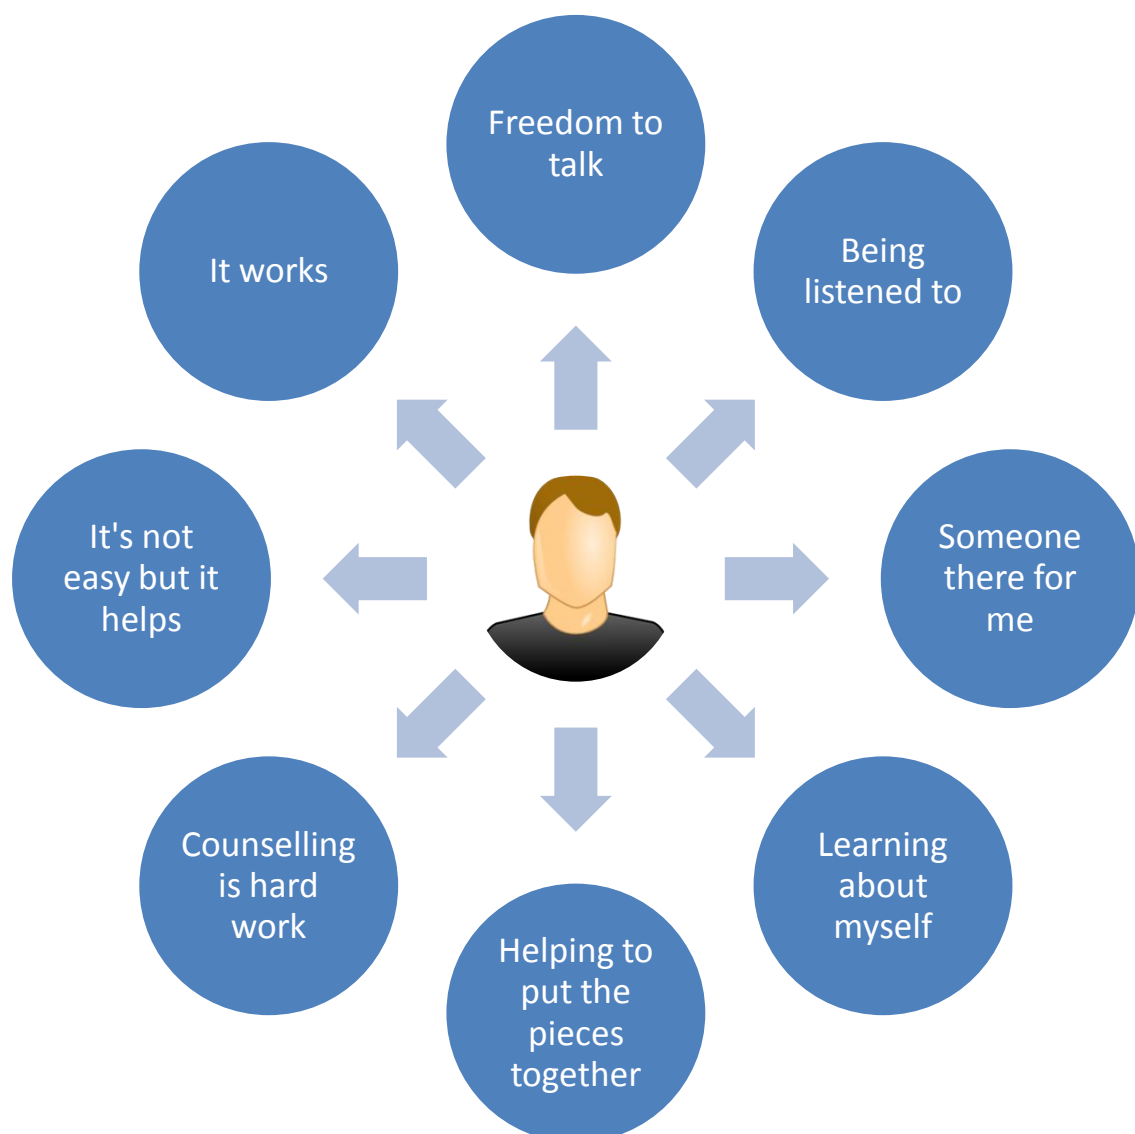 Freedom to
talk
Being
listened to
Someone
there for
me
Learning
about
myself
Helping to
put the
pieces
together
Counselling
is hard
work
It's not
easy but it
helps
It works